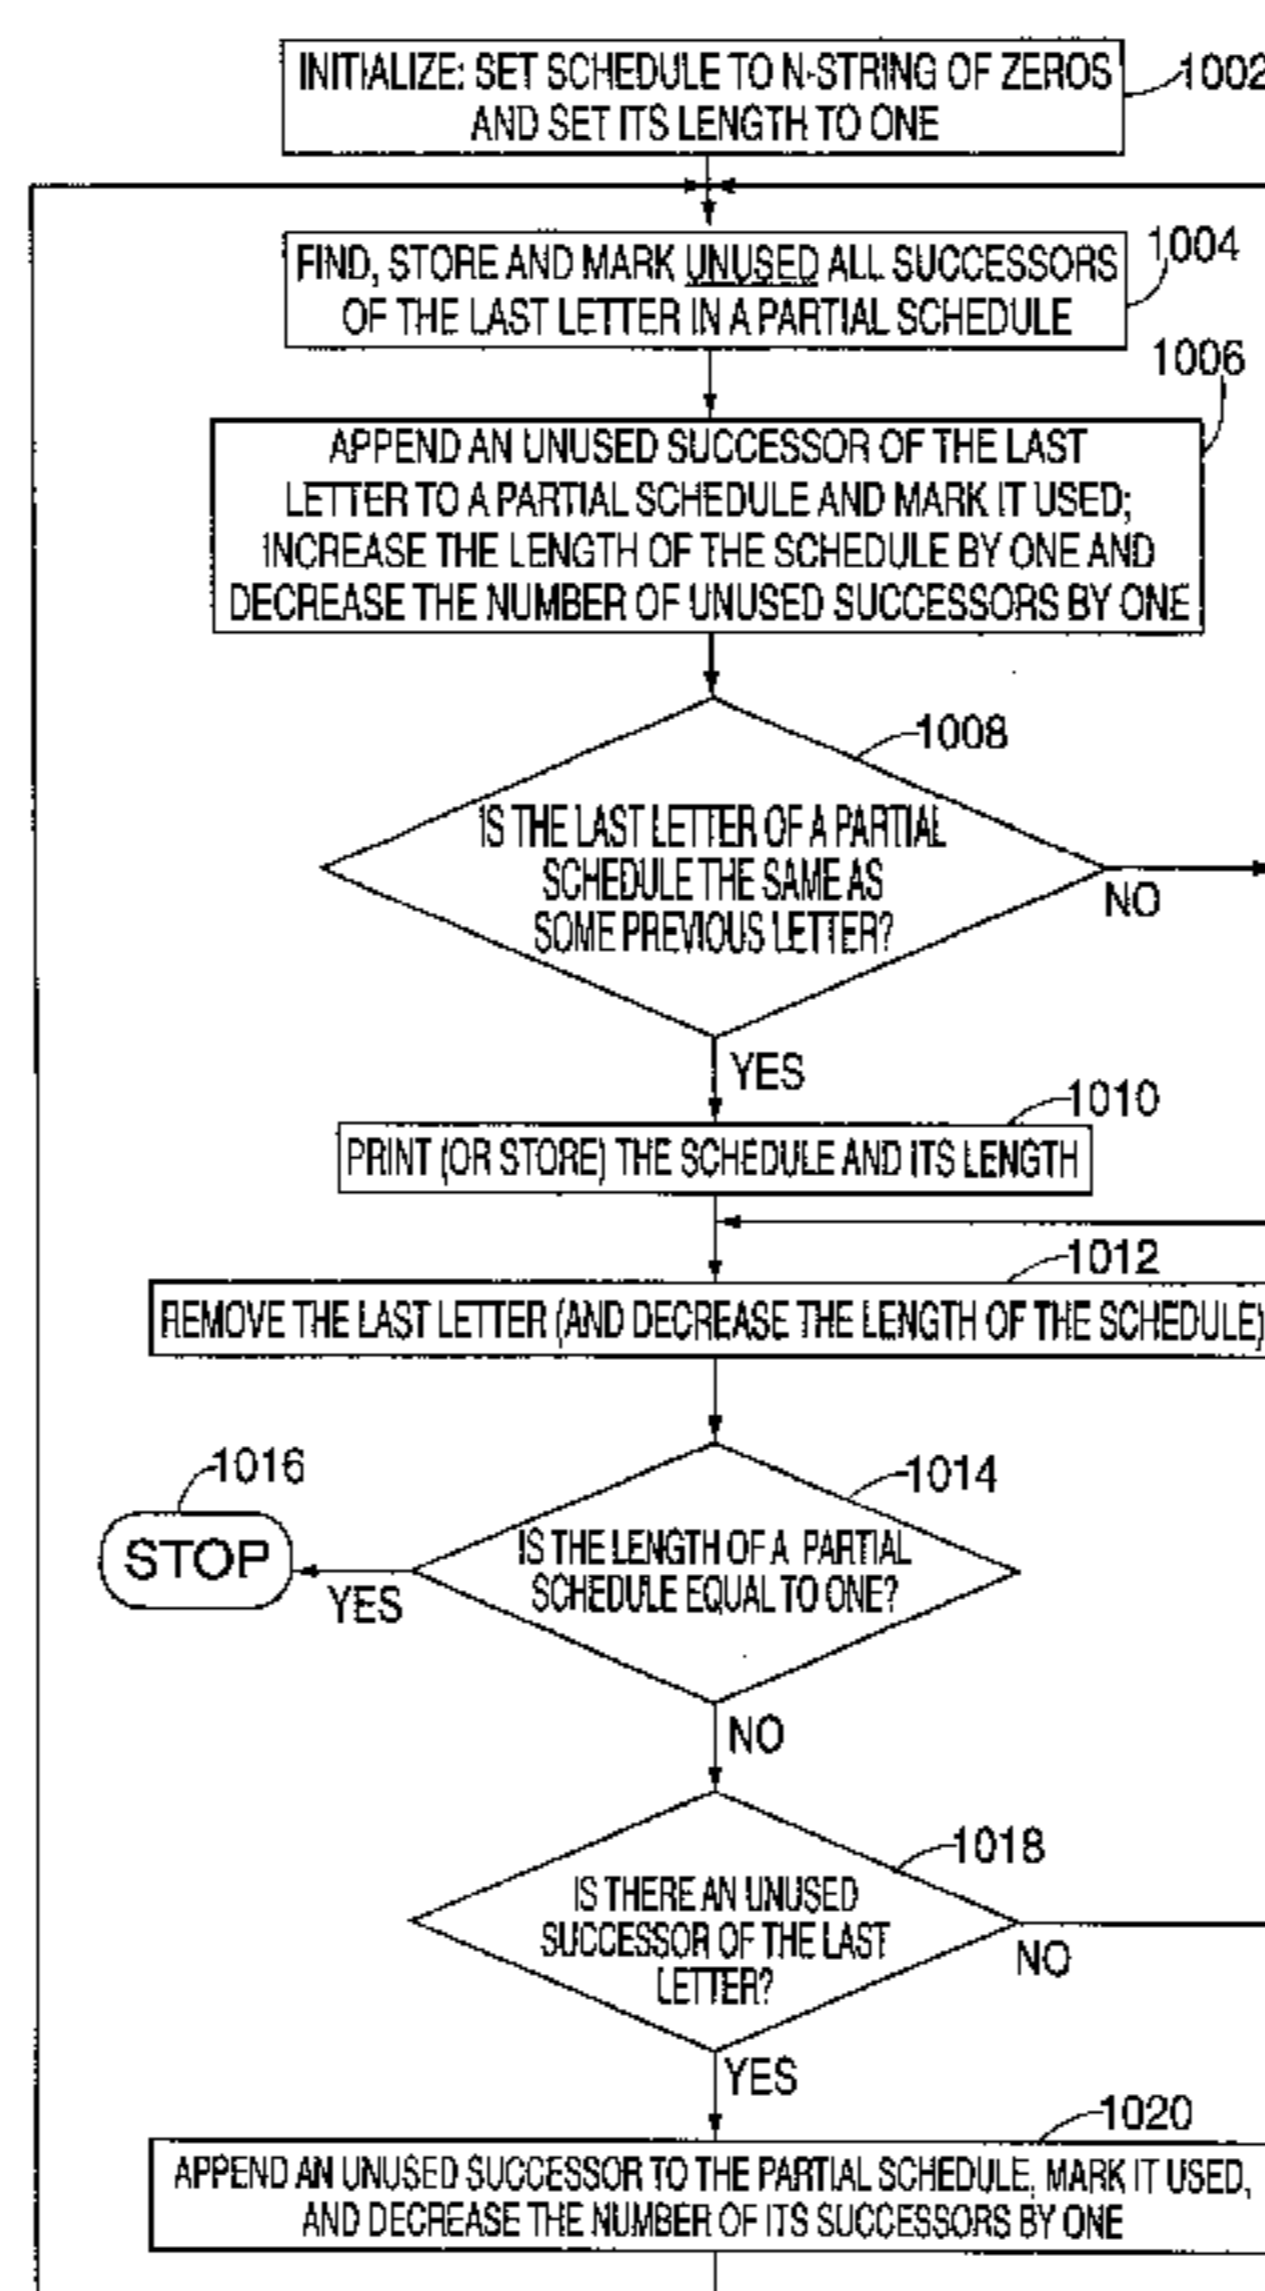 INITIALIZE: SET SCHEDULE TO N-STRING OF ZEROS
AND SET ITS LENGTH TO ONE
1002
FIND, STORE AND MARK UNUSED ALL SUCCESSORS
OF THE LAST LETTER IN A PARTIAL SCHEDULE
1004
1006
APPEND AN UNUSED SUCCESSOR OF THE LAST
LETTER TO A PARTIAL SCHEDULE AND MARK IT USED;
INCREASE THE LENGTH OF THE SCHEDULE BY ONE AND
DECREASE THE NUMBER OF UNUSED SUCCESSORS BY ONE
1008
IS THE LAST LETTER OF A PARTIAL
SCHEDULE THE SAME AS
SOME PREVIOUS LETTER?
NO
YES
1010
PRINT (OR STORE) THE SCHEDULE AND ITS LENGTH
1012
REMOVE THE LAST LETTER (AND DECREASE THE LENGTH OF THE SCHEDULE)
1016
STOP
1014
IS THE LENGTH OF A PARTIAL
SCHEDULE EQUAL TO ONE?
YES
NO
1018
IS THERE AN UNUSED
SUCCESSOR OF THE LAST
LETTER?
NO
YES
1020
APPEND AN UNUSED SUCCESSOR TO THE PARTIAL SCHEDULE, MARK IT USED,
AND DECREASE THE NUMBER OF ITS SUCCESSORS BY ONE